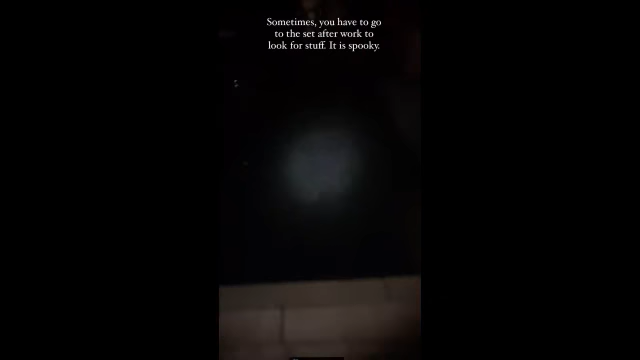 Sometimes, you have to go
to the set after work to
look for stuff. It is spooky.